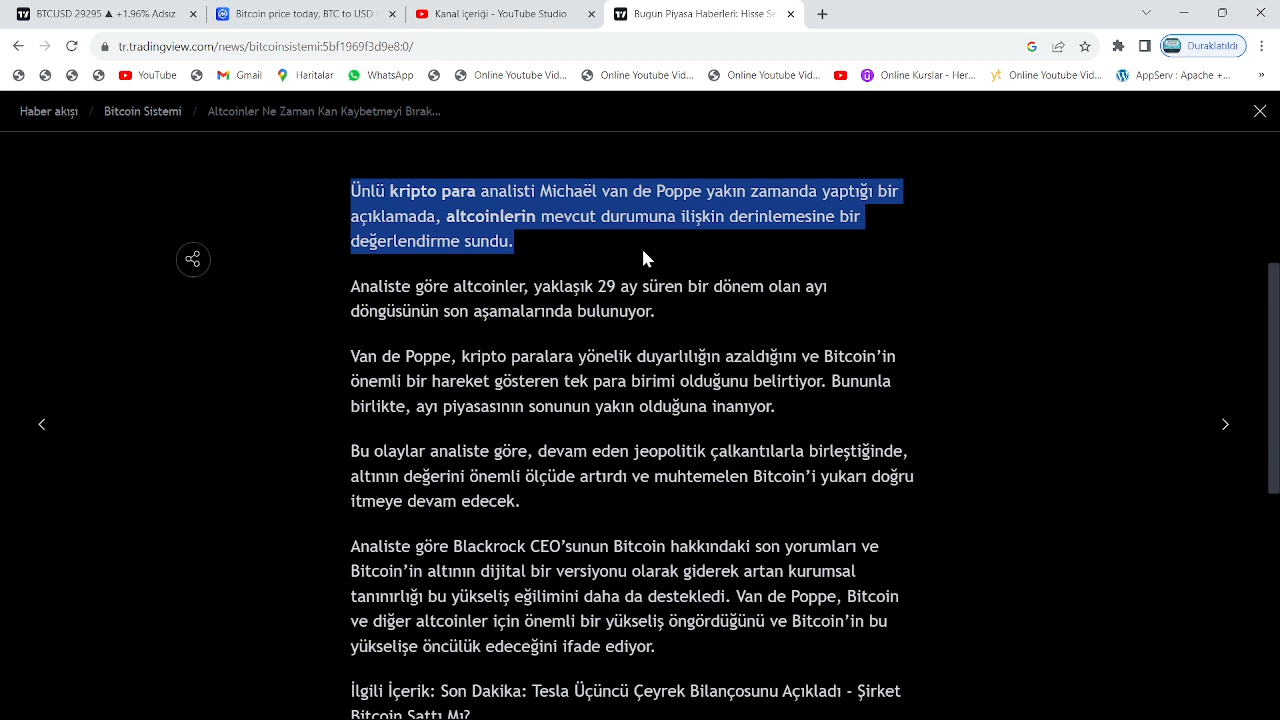 BTCUSD 29295 ▲ +1.96% Adsız
Bitcoin price today, BTC to USD
Kanal içeriği - YouTube Studio
Bugün Piyasa Haberleri: Hisse Se
tr.tradingview.com/news/bitcoinsistemi:5bf1969f3d9e8:0/
Duraklatıldı
YouTube
Gmail
Haritalar
WhatsApp
Online Youtube Vid...
Online Youtube Vid...
Online Youtube Vid...
Online Kurslar - Her...
yt Online Youtube Vid...
AppServ : Apache +...
»
Haber akışı / Bitcoin Sistemi / Altcoinler Ne Zaman Kan Kaybetmeyi Bırak...
Ünlü kripto para analisti Michaël van de Poppe yakın zamanda yaptığı bir
açıklamada, altcoinlerin mevcut durumuna ilişkin derinlemesine bir
değerlendirme sundu.
Analiste göre altcoinler, yaklaşık 29 ay süren bir dönem olan ayı
döngüsünün son aşamalarında bulunuyor.
Van de Poppe, kripto paralara yönelik duyarlılığın azaldığını ve Bitcoin’in
önemli bir hareket gösteren tek para birimi olduğunu belirtiyor. Bununla
birlikte, ayı piyasasının sonunun yakın olduğuna inanıyor.
Bu olaylar analiste göre, devam eden jeopolitik çalkantılarla birleştiğinde,
altının değerini önemli ölçüde artırdı ve muhtemelen Bitcoin’i yukarı doğru
itmeye devam edecek.
Analiste göre Blackrock CEO’sunun Bitcoin hakkındaki son yorumları ve
Bitcoin’in altının dijital bir versiyonu olarak giderek artan kurumsal
tanınırlığı bu yükseliş eğilimini daha da destekledi. Van de Poppe, Bitcoin
ve diğer altcoinler için önemli bir yükseliş öngördüğünü ve Bitcoin’in bu
yükselişe öncülük edeceğini ifade ediyor.
İlgili İçerik: Son Dakika: Tesla Üçüncü Çeyrek Bilançosunu Açıkladı - Şirket
Bitcoin Sattı Mı?